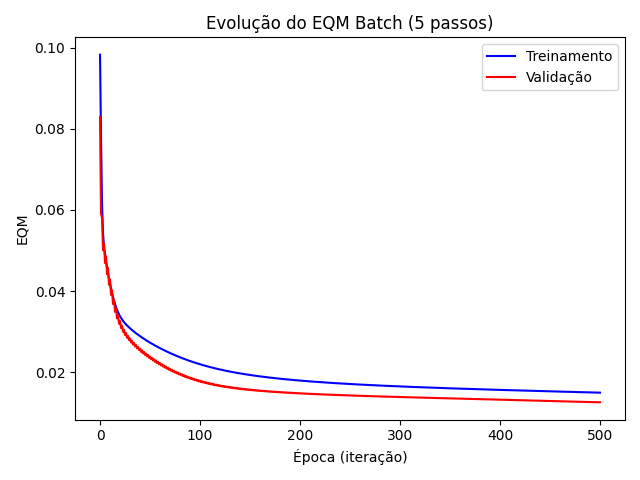 Evolução do EQM Batch (5 passos)
Treinamento
Validação
EQM
0.10
0.08
0.06
0.04
0.02
0
100
200
300
400
500
Época (iteração)